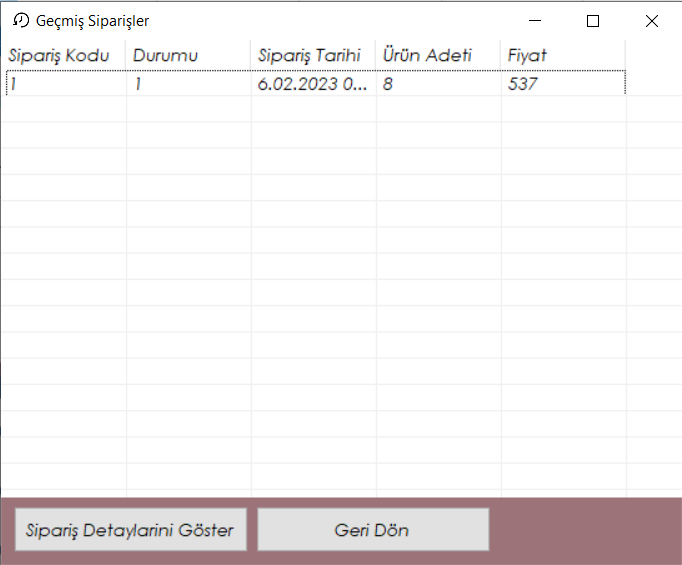 Geçmiş Siparişler
Sipariş Kodu Durumu Sipariş Tarihi Ürün Adeti Fiyat
1 1 6.02.2023 0... 8 537
Sipariş Detaylarini Göster Geri Dön